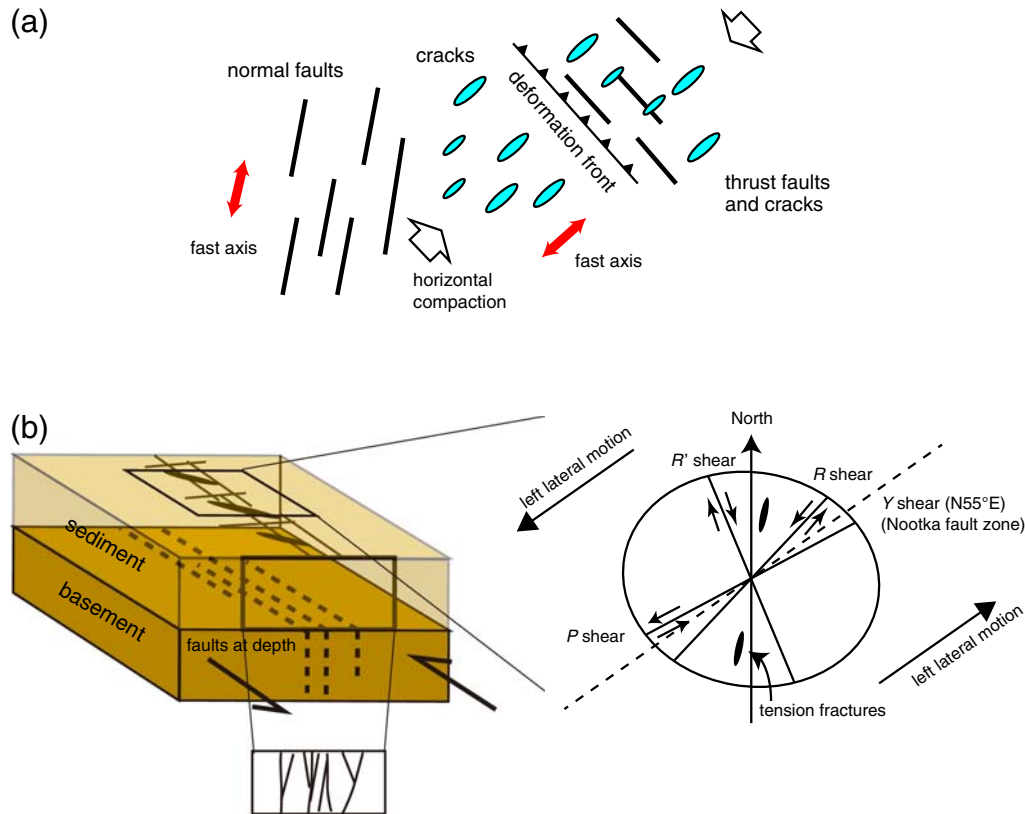 (a)
normal faults
cracks
deformation front
thrust faults
and cracks
fast axis
fast axis
horizontal
compaction
(b)
sediment
basement
faults at depth
North
left lateral motion
R' shear
R shear
Y shear (N55°E)
(Nootka fault zone)
P shear
left lateral motion
tension fractures